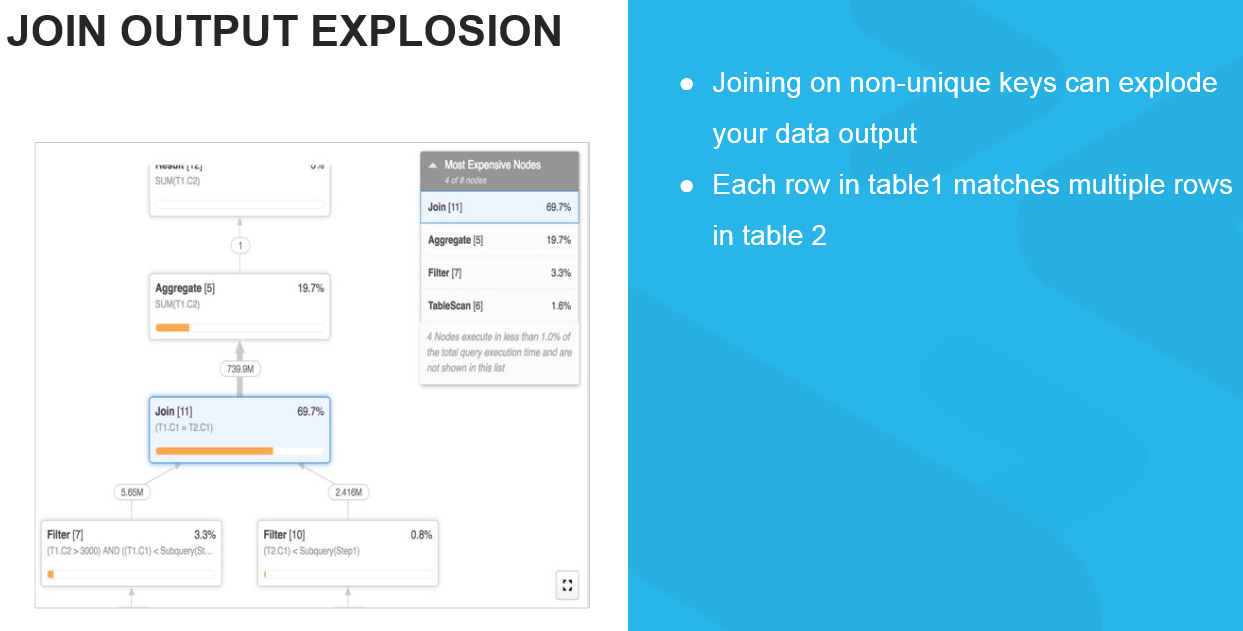 JOIN OUTPUT EXPLOSION
SUM(T1.C2)
1
Aggregate [5] 19.7%
SUM(T1.C2)
739.9M
Join [11] 69.7%
(T1.C1 = T2.C1)
5.65M
2.416M
Filter [7] 3.3%
(T1.C2 > 3000) AND ((T1.C1) < Subquery(St...
Filter [10] 0.8%
(T2.C1) < Subquery(Step1)
Most Expensive Nodes
4 of 8 nodes
Join [11] 69.7%
Aggregate [5] 19.7%
Filter [7] 3.3%
TableScan [6] 1.6%
4 Nodes execute in less than 1.0% of
the total query execution time and are
not shown in this list
● Joining on non-unique keys can explode
your data output
● Each row in table1 matches multiple rows
in table 2